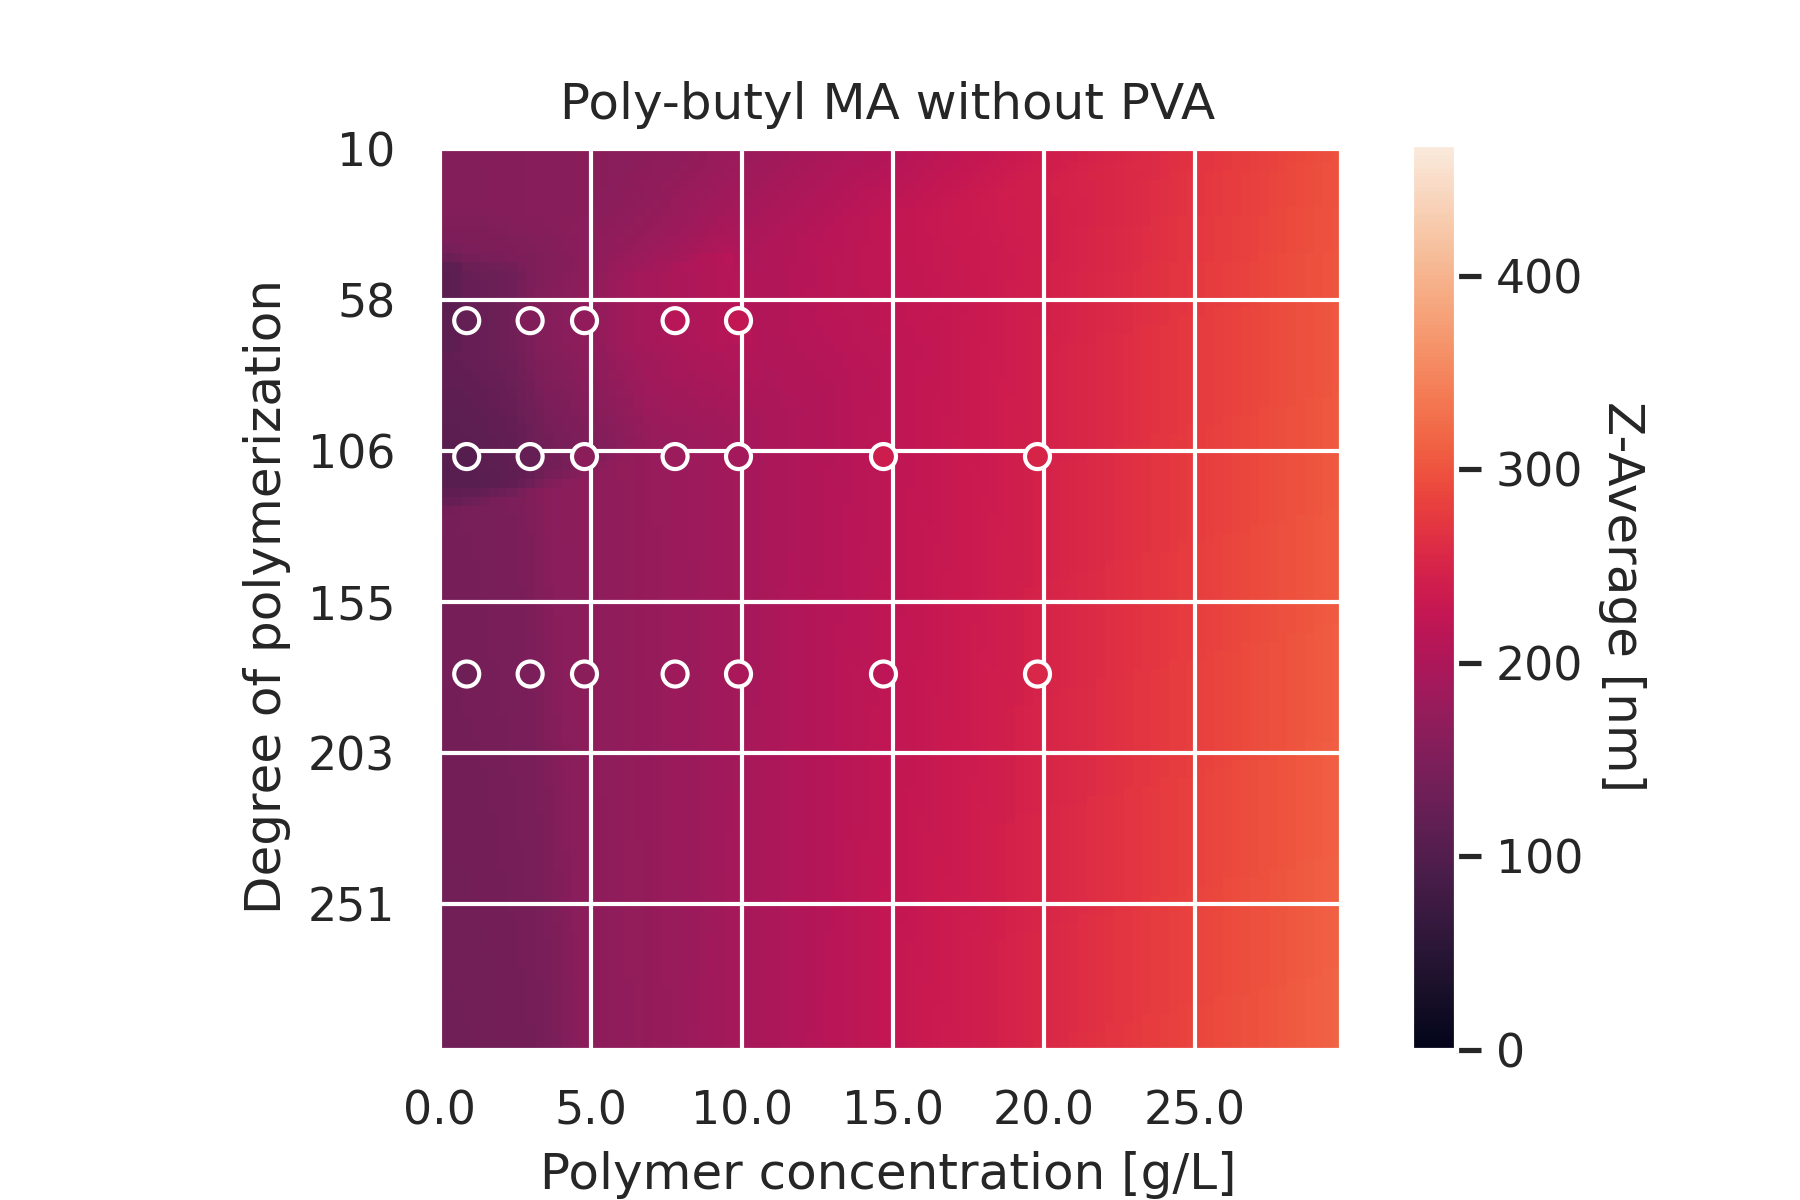 Poly-butyl MA without PVA
10
58
106
155
203
251
Degree of polymerization
0.0 5.0 10.0 15.0 20.0 25.0
Polymer concentration [g/L]
400
300
200
100
0
Z-Average [nm]